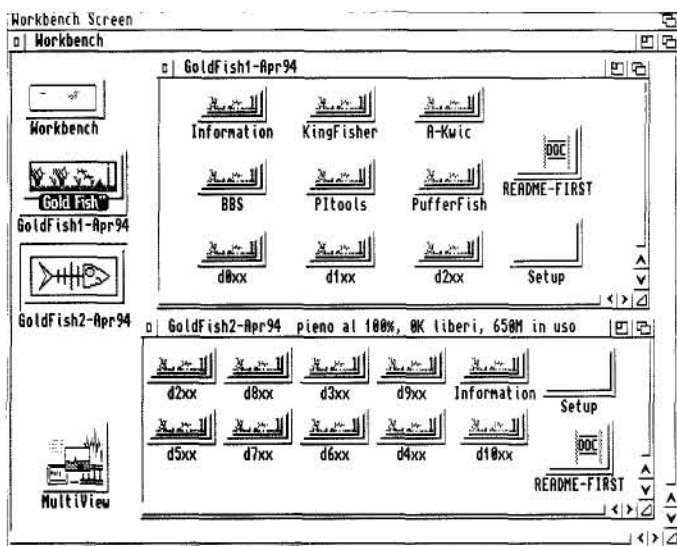 Workbench Screen
Workbench
Workbench
Gold Fish
GoldFish1-Apr94
GoldFish2-Apr94
MultiView
GoldFish1-Apr94
Information KingFisher A-Kwic
DOC
README-FIRST
BBS PItools PufferFish
d0xx d1xx d2xx Setup
GoldFish2-Apr94 pieno al 100%, 0K liberi, 650M in uso
d2xx d8xx d3xx d9xx Information Setup
d5xx d7xx d6xx d4xx d10xx
DOC
README-FIRST